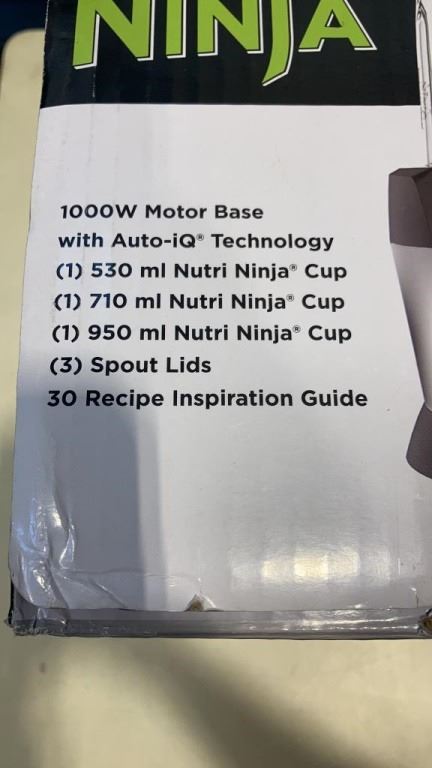 NINJA
1000W Motor Base
with Auto-iQ® Technology
(1) 530 ml Nutri Ninja® Cup
(1) 710 ml Nutri Ninja® Cup
(1) 950 ml Nutri Ninja® Cup
(3) Spout Lids
30 Recipe Inspiration Guide